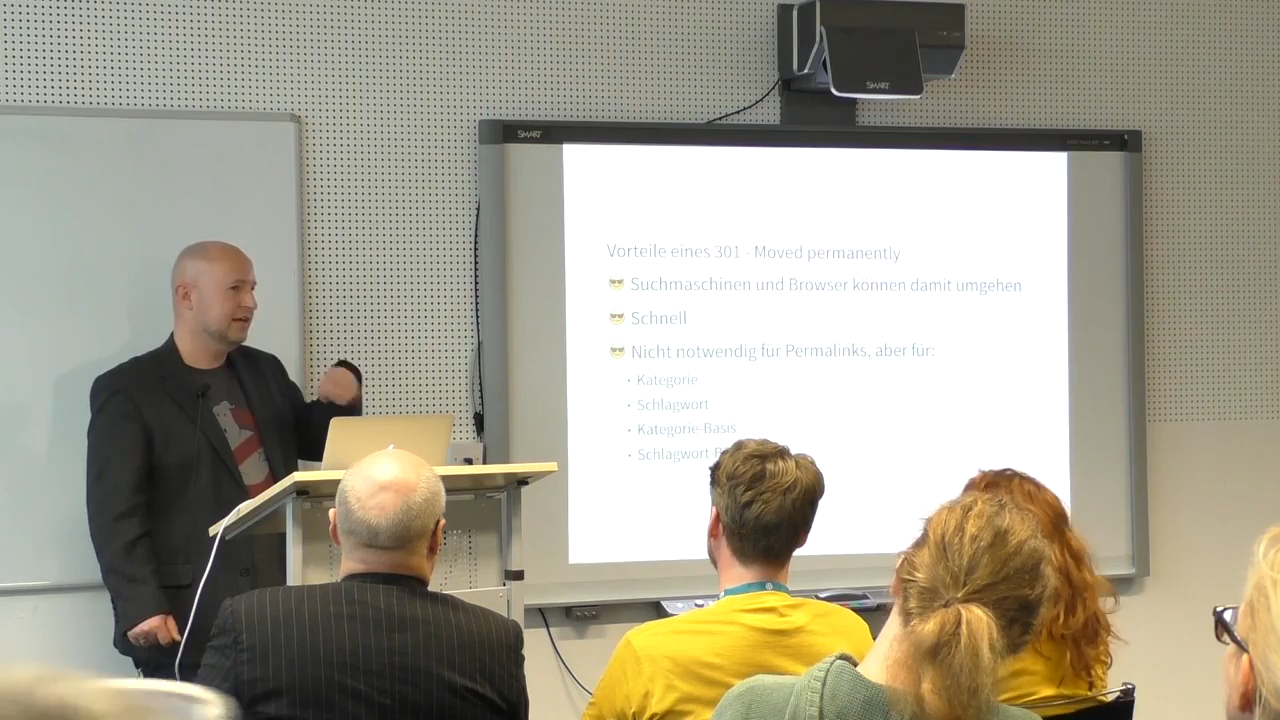 SMART
SMART
Vorteile eines 301 - Moved permanently
Suchmaschinen und Browser können damit umgehen
Schnell
Nicht notwendig für Permalinks, aber für:
• Kategorie
• Schlagwort
• Kategorie-Basis
• Schlagwort